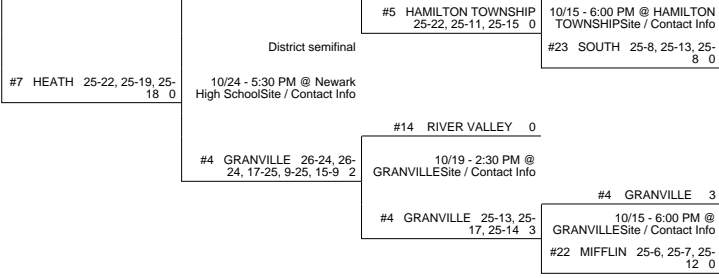 #5 HAMILTON TOWNSHIP
25-22, 25-11, 25-15 0
10/15 - 6:00 PM @ HAMILTON
TOWNSHIPSite / Contact Info
District semifinal
#23 SOUTH 25-8, 25-13, 25-
8 0
#7 HEATH 25-22, 25-19, 25-
18 0
10/24 - 5:30 PM @ Newark
High SchoolSite / Contact Info
#14 RIVER VALLEY 0
#4 GRANVILLE 26-24, 26-
24, 17-25, 9-25, 15-9 2
10/19 - 2:30 PM @
GRANVILLESite / Contact Info
#4 GRANVILLE 3
#4 GRANVILLE 25-13, 25-
17, 25-14 3
10/15 - 6:00 PM @
GRANVILLESite / Contact Info
#22 MIFFLIN 25-6, 25-7, 25-
12 0